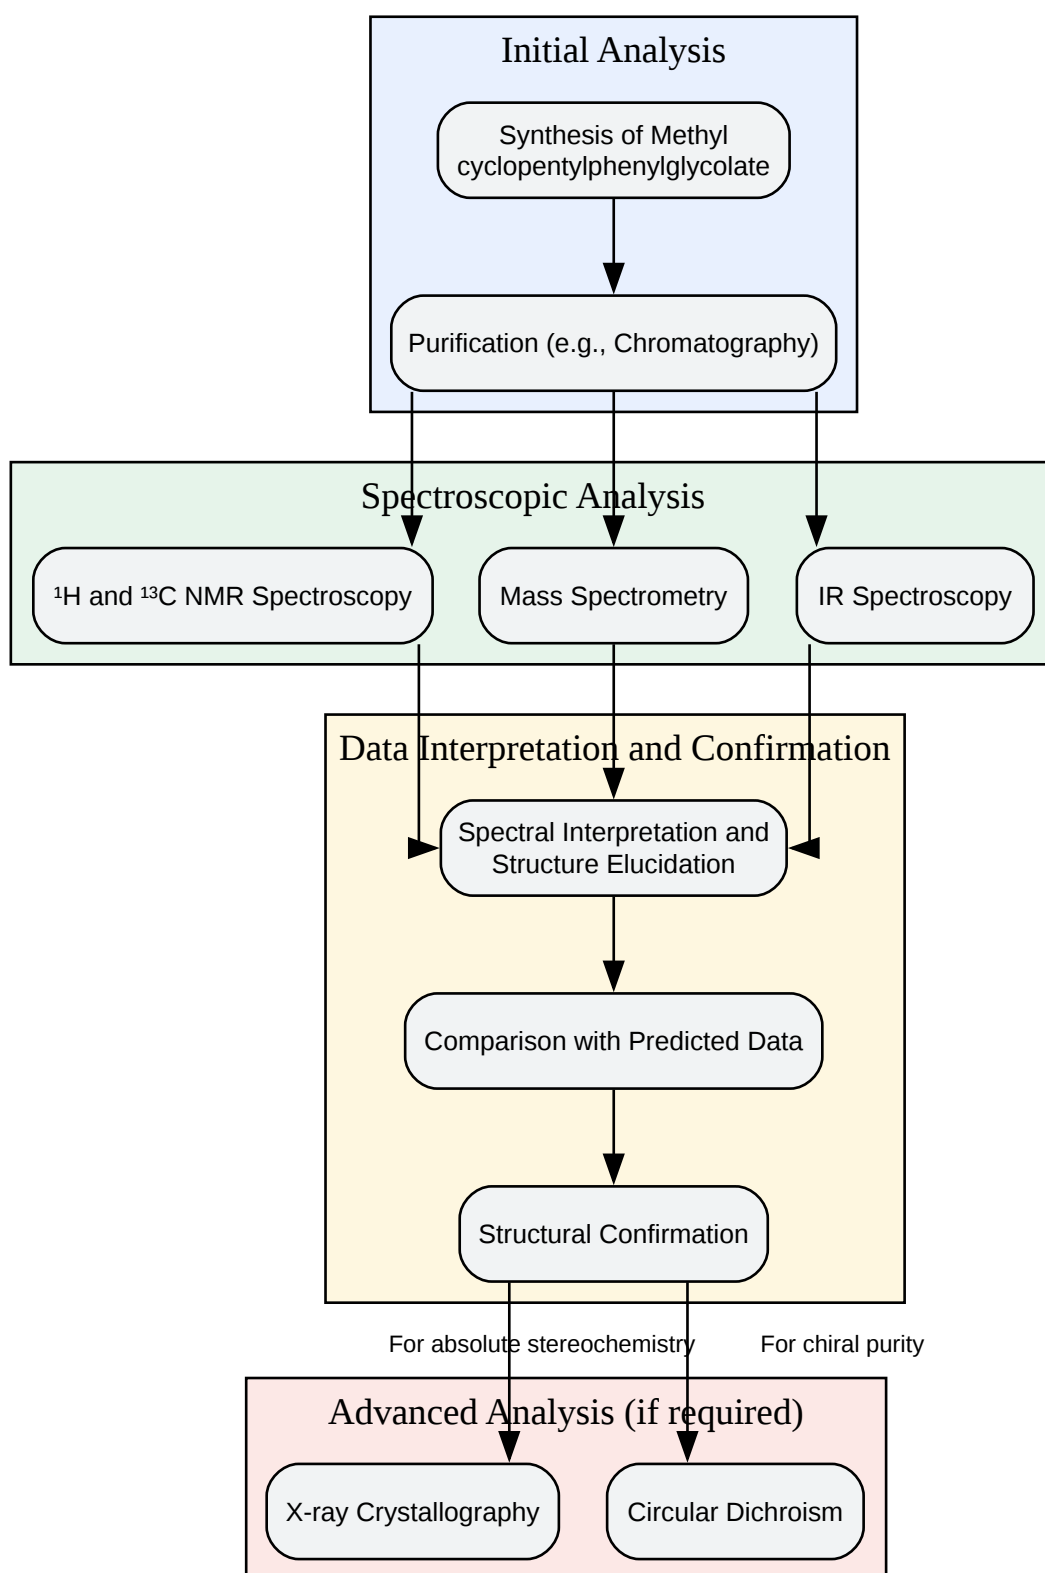 Initial Analysis
Synthesis of Methyl
cyclopentylphenylglycolate
Purification (e.g., Chromatography)
Spectroscopic Analysis
¹H and ¹³C NMR Spectroscopy
Mass Spectrometry
IR Spectroscopy
Data Interpretation and Confirmation
Spectral Interpretation and
Structure Elucidation
Comparison with Predicted Data
Structural Confirmation
For absolute stereochemistry
For chiral purity
Advanced Analysis (if required)
X-ray Crystallography
Circular Dichroism